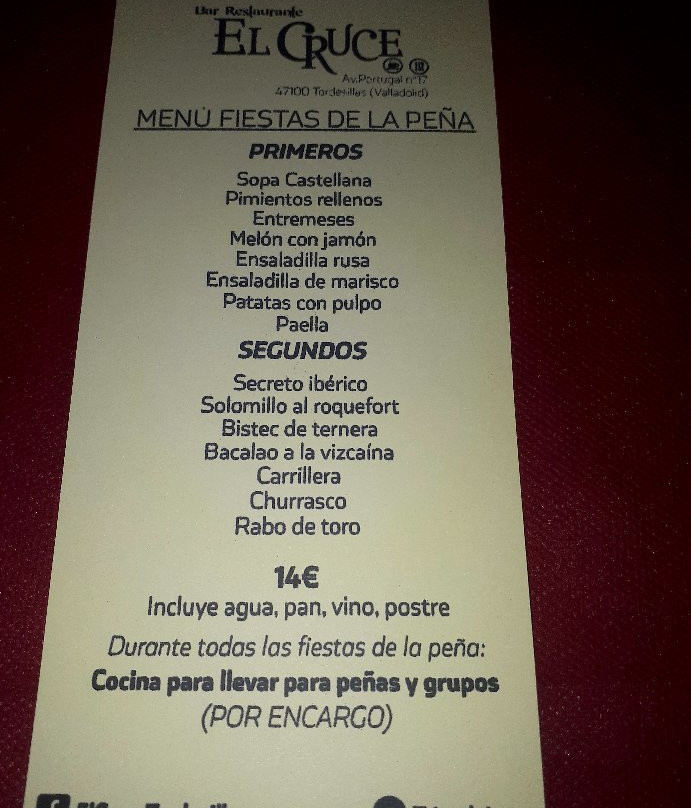 Bar Restaurante
EL CRUCE
Av.Portugal nº17
47100 Tordesillas (Valladolid)
MENÚ FIESTAS DE LA PEÑA
PRIMEROS
Sopa Castellana
Pimientos rellenos
Entremeses
Melón con jamón
Ensaladilla rusa
Ensaladilla de marisco
Patatas con pulpo
Paella
SEGUNDOS
Secreto ibérico
Solomillo al roquefort
Bistec de ternera
Bacalao a la vizcaína
Carrillera
Churrasco
Rabo de toro
14€
Incluye agua, pan, vino, postre
Durante todas las fiestas de la peña:
Cocina para llevar para peñas y grupos
(POR ENCARGO)